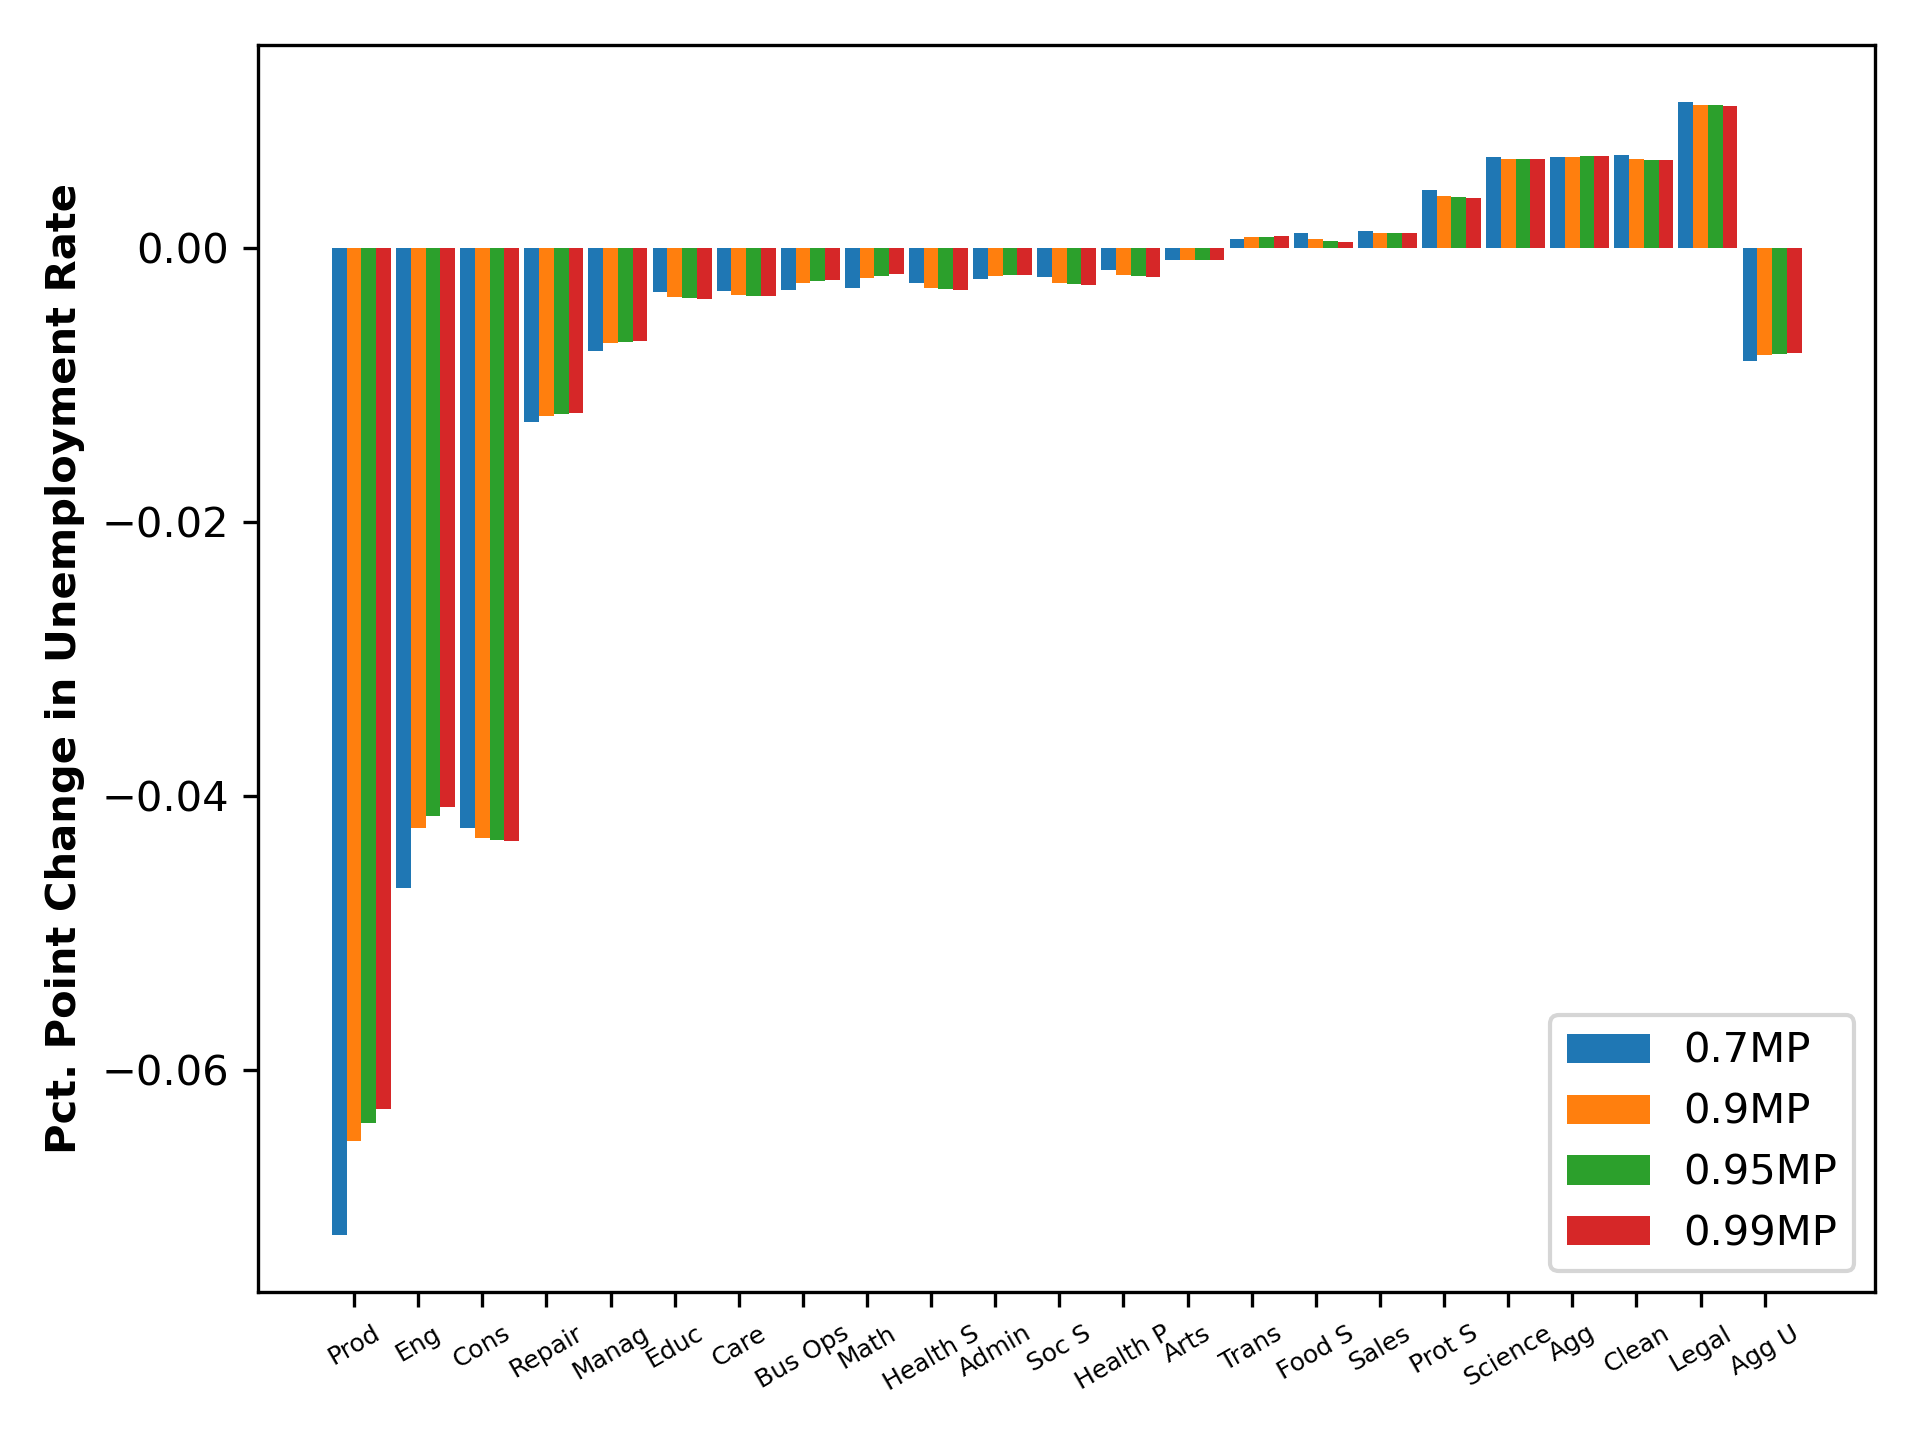 Pct. Point Change in Unemployment Rate
0.00
−0.02
−0.04
−0.06
0.7MP
0.9MP
0.95MP
0.99MP
Prod
Eng
Cons
Repair
Manag
Educ
Care
Bus Ops
Math
Health S
Admin
Soc S
Health P
Arts
Trans
Food S
Sales
Prot S
Science
Agg
Clean
Legal
Agg U